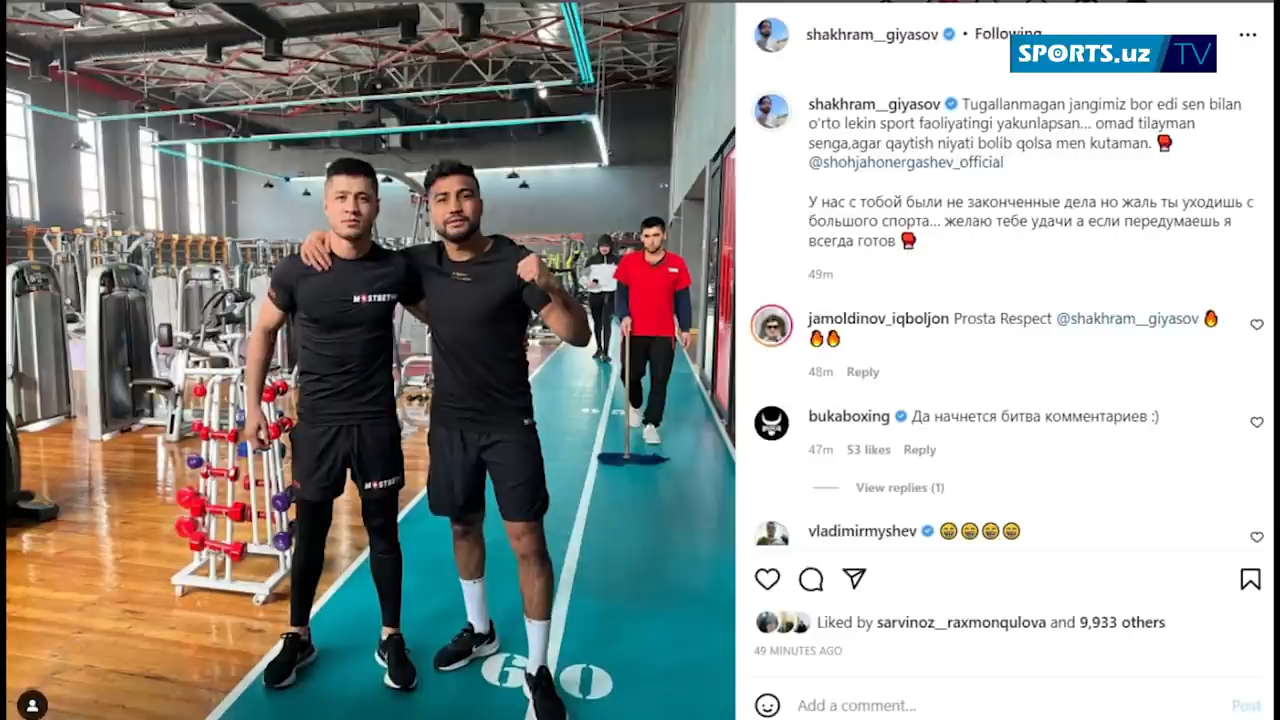 shakhram__giyasov • Following
SPORTS.uz TV
shakhram__giyasov Tugallanmagan jangimiz bor edi sen bilan
o'rto lekin sport faoliyatingi yakunlapsan... omad tilayman
senga,agar qaytish niyati bolib qolsa men kutaman. 🥊
@shohjahonergashev_official
У нас с тобой были не законченные дела но жаль ты уходишь с
большого спорта... желаю тебе удачи а если передумаешь я
всегда готов 🥊
49m
jamoldinov_iqboljon Prosta Respect @shakhram__giyasov 🔥
🔥🔥
48m Reply
bukaboxing Да начнется битва комментариев :)
47m 53 likes Reply
View replies (1)
vladimirmyshev 😁😁😁😁
Liked by sarvinoz__raxmonqulova and 9,933 others
49 MINUTES AGO
Add a comment... Post
MOSTBET
MOSTBET
60